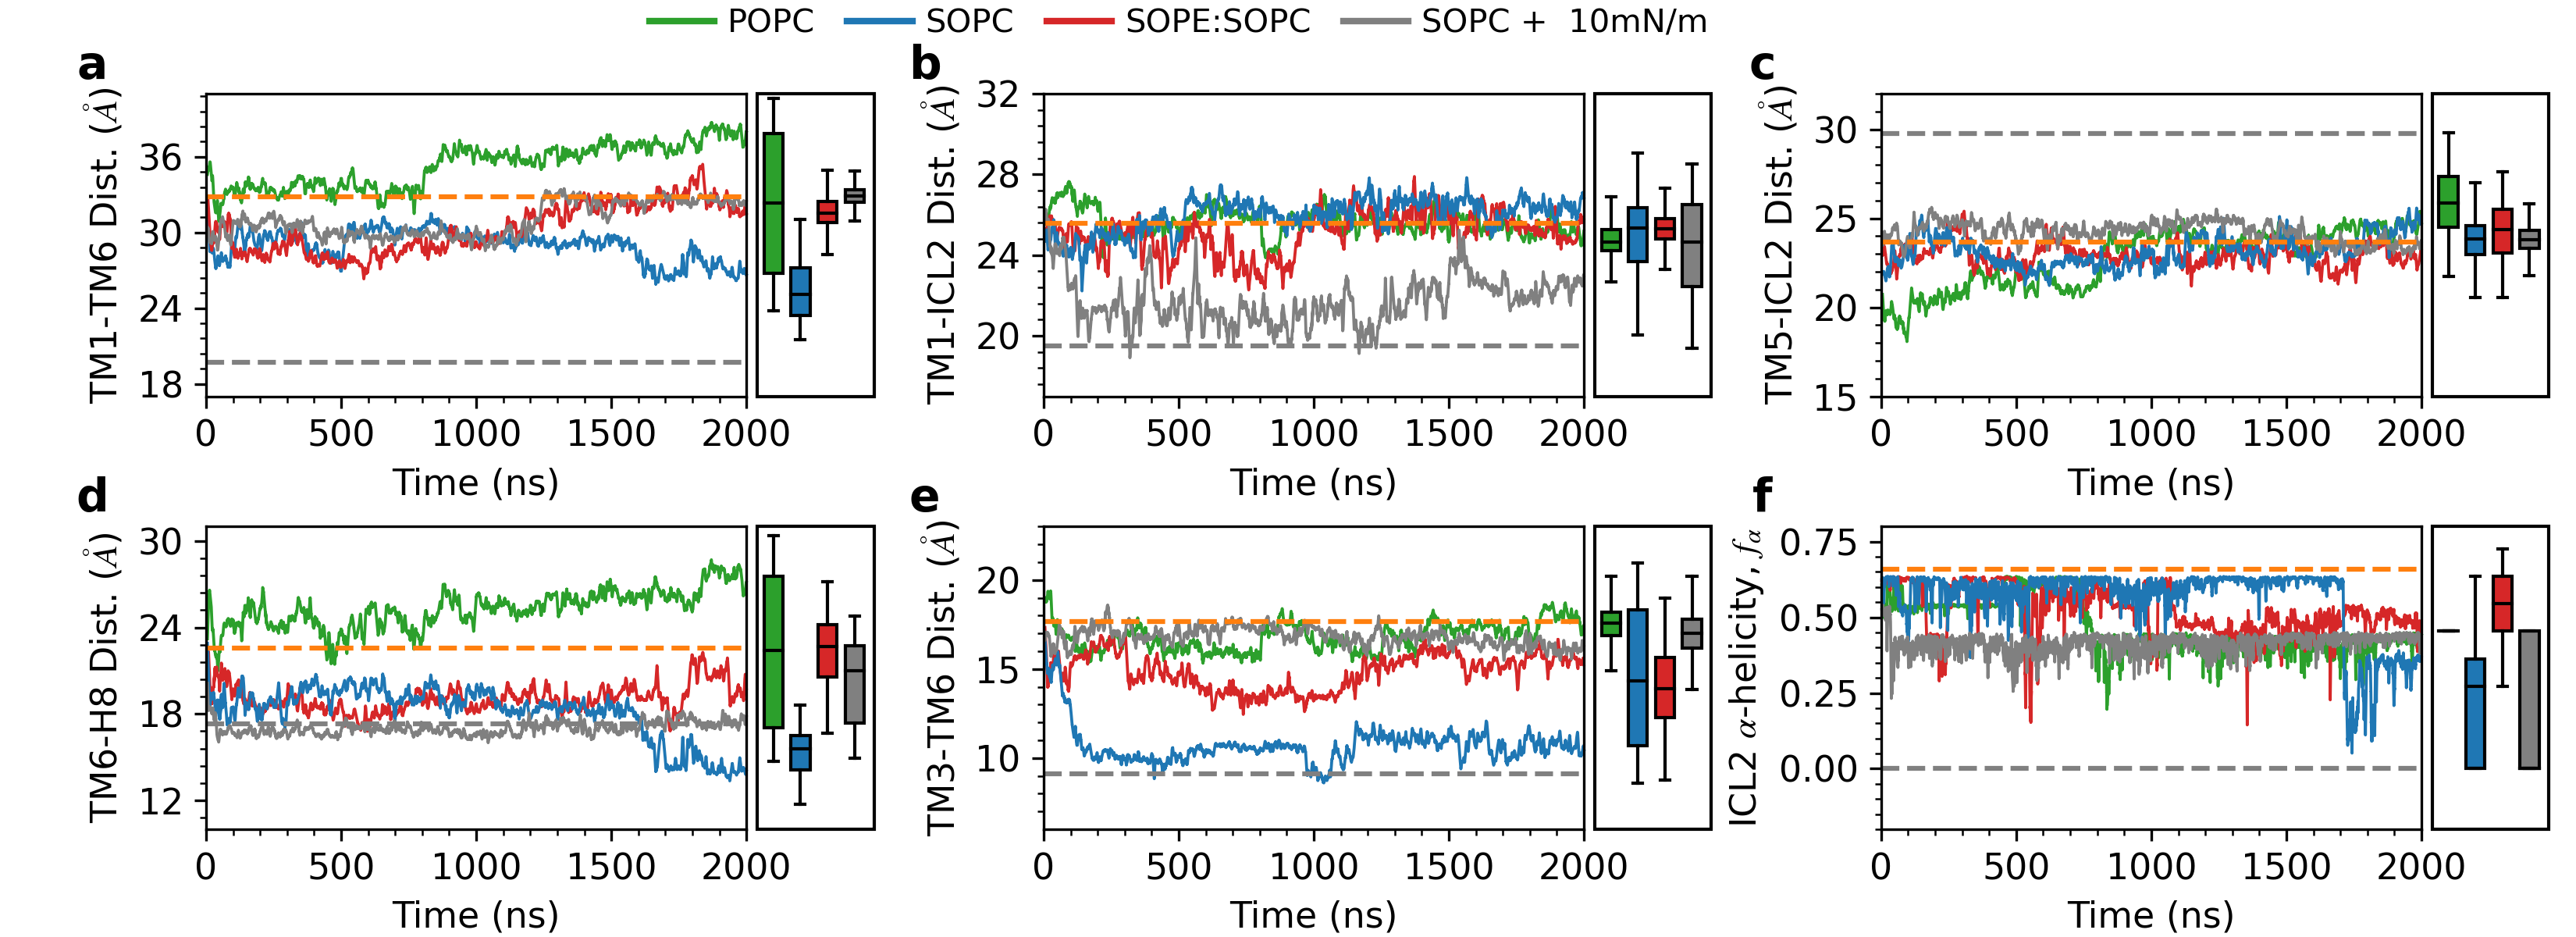 POPC SOPC SOPE:SOPC SOPC + 10mN/m
a
TM1-TM6 Dist. (Å)
36
30
24
18
0 500 1000 1500 2000
Time (ns)
b
TM1-ICL2 Dist. (Å)
32
28
24
20
0 500 1000 1500 2000
Time (ns)
c
TM5-ICL2 Dist. (Å)
30
25
20
15
0 500 1000 1500 2000
Time (ns)
d
TM6-H8 Dist. (Å)
30
24
18
12
0 500 1000 1500 2000
Time (ns)
e
TM3-TM6 Dist. (Å)
20
15
10
0 500 1000 1500 2000
Time (ns)
f
ICL2 α-helicity, fα
0.75
0.50
0.25
0.00
0 500 1000 1500 2000
Time (ns)